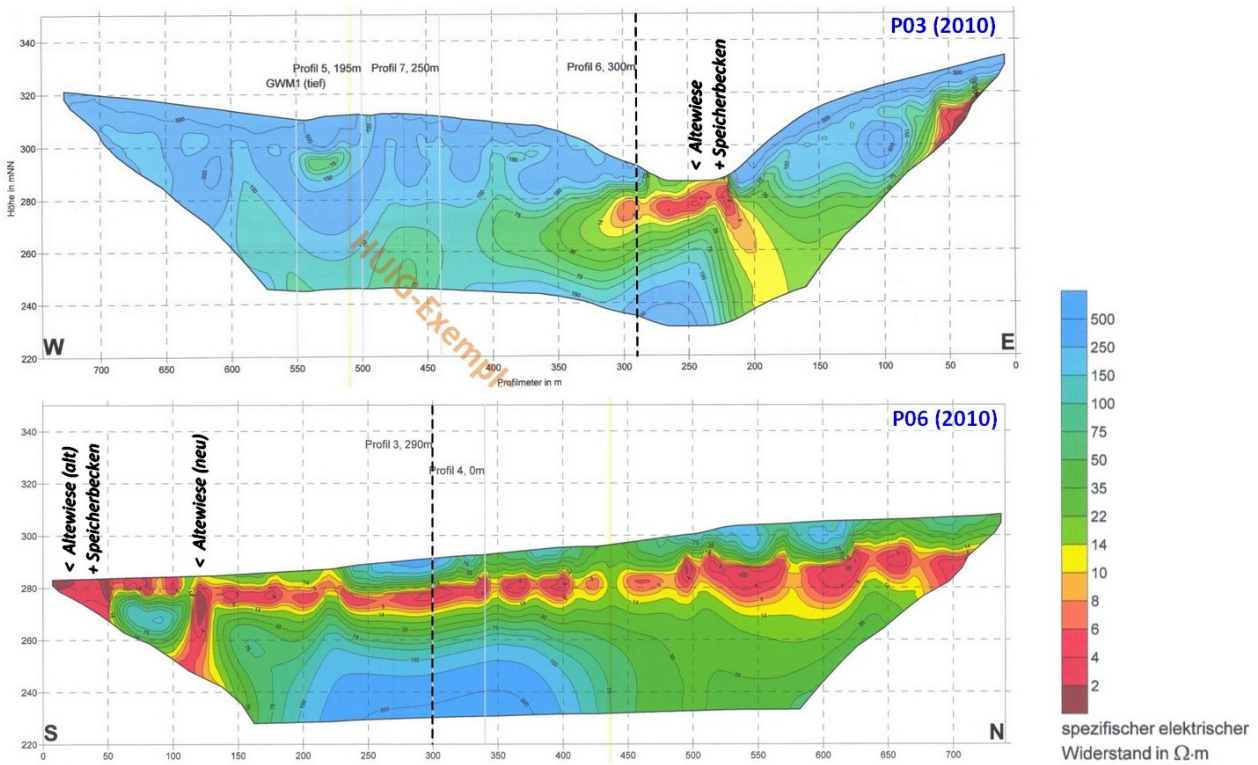 P03 (2010)
340
320
300
280
260
240
220
Höhe in mNN
Profil 5, 195m
Profil 7, 250m
GWM1 (tief)
Profil 6, 300m
< Altewiese
+ Speicherbecken
W
E
700
650
600
550
500
450
400
350
300
250
200
150
100
50
0
Profilmeter in m
HUIG-Exempl
P06 (2010)
340
320
300
280
260
240
220
< Altewiese (alt)
+ Speicherbecken
< Altewiese (neu)
Profil 3, 290m
Profil 4, 0m
S
N
0
50
100
150
200
250
300
350
400
450
500
550
600
650
700
500
250
150
100
75
50
35
22
14
10
8
6
4
2
spezifischer elektrischer
Widerstand in Ω·m